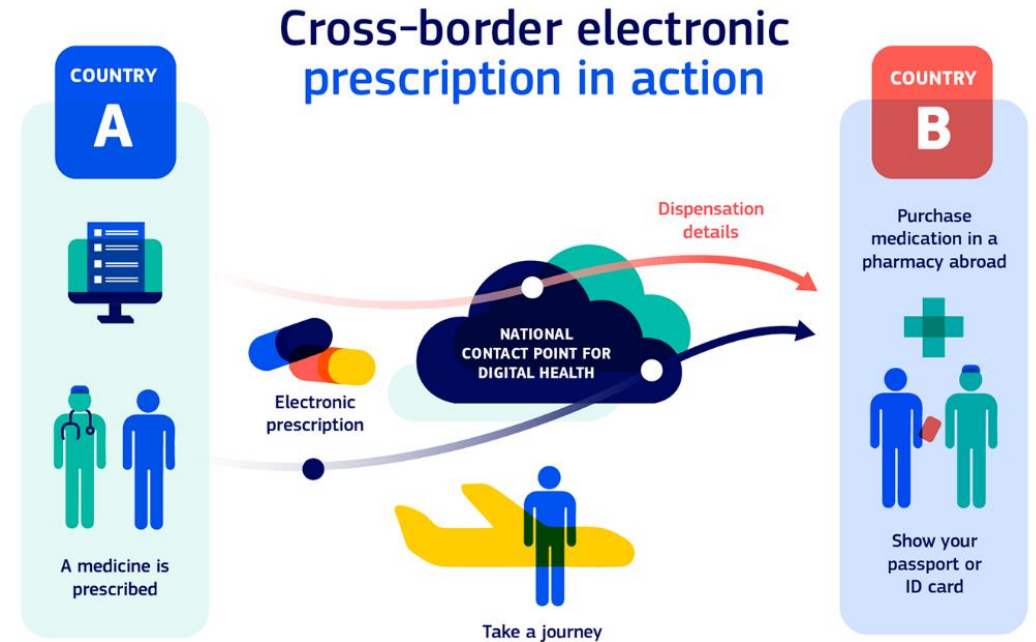 Cross-border electronic
prescription in action
COUNTRY
A
A medicine is
prescribed
Electronic
prescription
NATIONAL
CONTACT POINT FOR
DIGITAL HEALTH
Dispensation
details
Take a journey
COUNTRY
B
Purchase
medication in a
pharmacy abroad
Show your
passport or
ID card